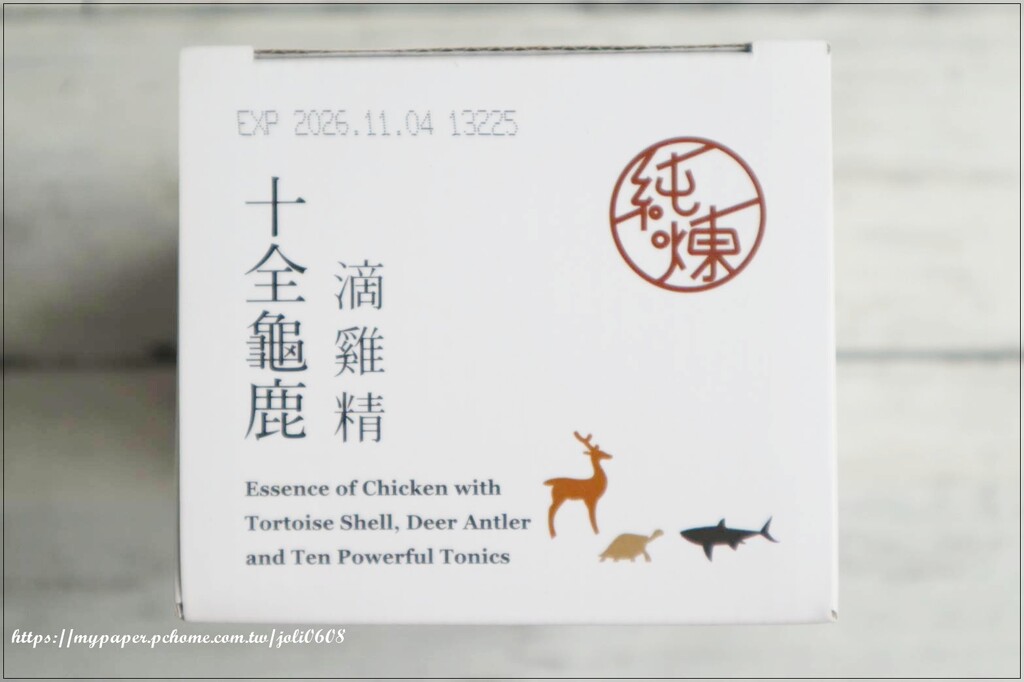 EXP 2026.11.04 13225
純煉
十全龜鹿
滴雞精
Essence of Chicken with
Tortoise Shell, Deer Antler
and Ten Powerful Tonics
https://mypaper.pchome.com.tw/joli0608